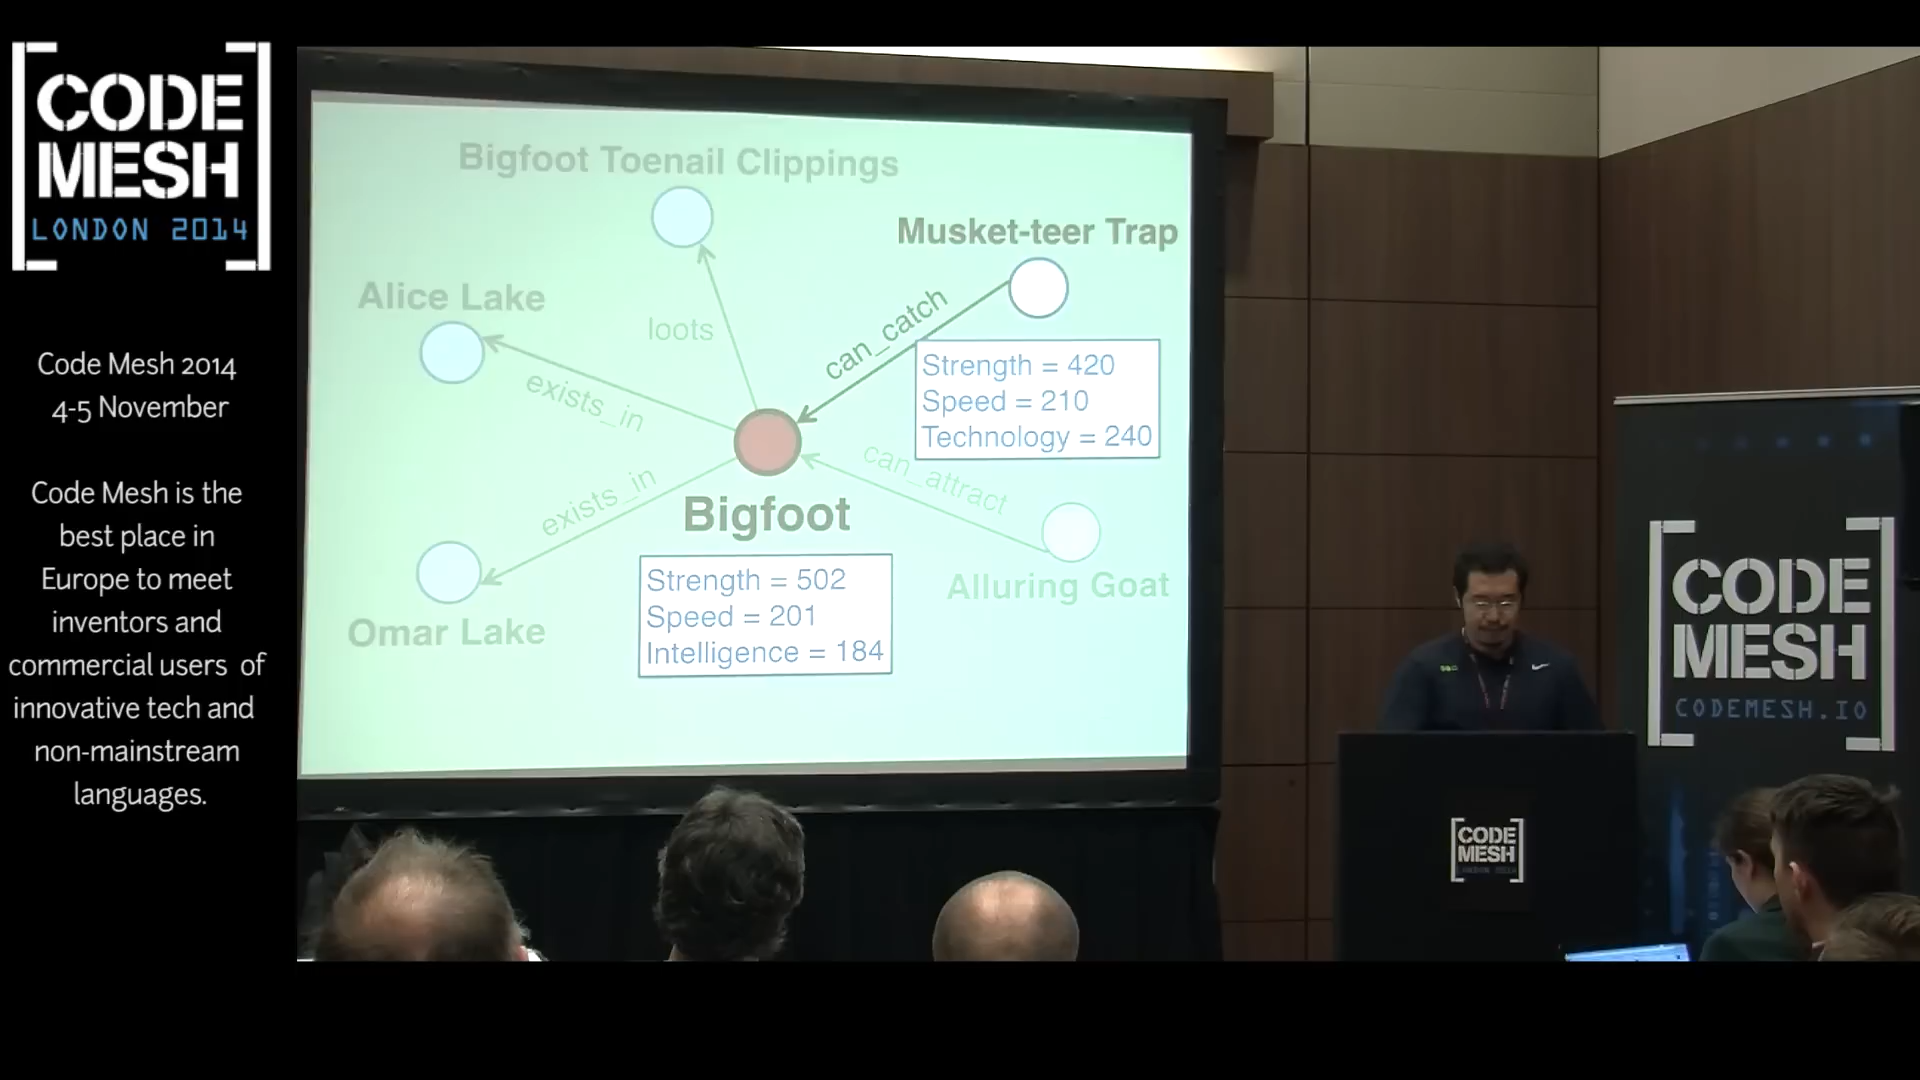 CODE
MESH
LONDON 2014
Code Mesh 2014
4-5 November
Code Mesh is the
best place in
Europe to meet
inventors and
commercial users of
innovative tech and
non-mainstream
languages.
Bigfoot Toenail Clippings
Musket-teer Trap
Alice Lake
loots
can_catch
exists_in
Strength = 420
Speed = 210
Technology = 240
can_attract
exists_in
Bigfoot
Alluring Goat
Omar Lake
Strength = 502
Speed = 201
Intelligence = 184
CODE
MESH
CODEMESH.IO
CODE
MESH
LONDON 2014